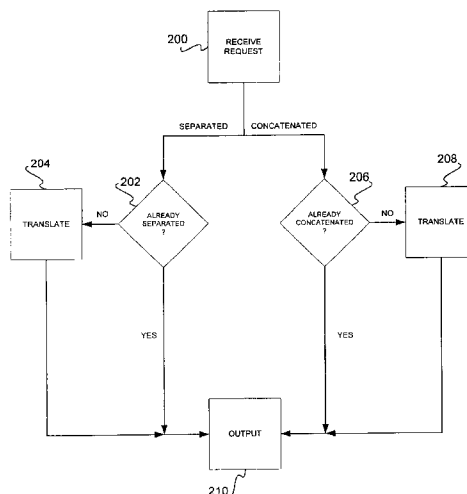 200
RECEIVE
REQUEST
SEPARATED
CONCATENATED
204
202
206
208
TRANSLATE
NO
ALREADY
SEPARATED
?
ALREADY
CONCATENATED
?
NO
TRANSLATE
YES
YES
OUTPUT
210